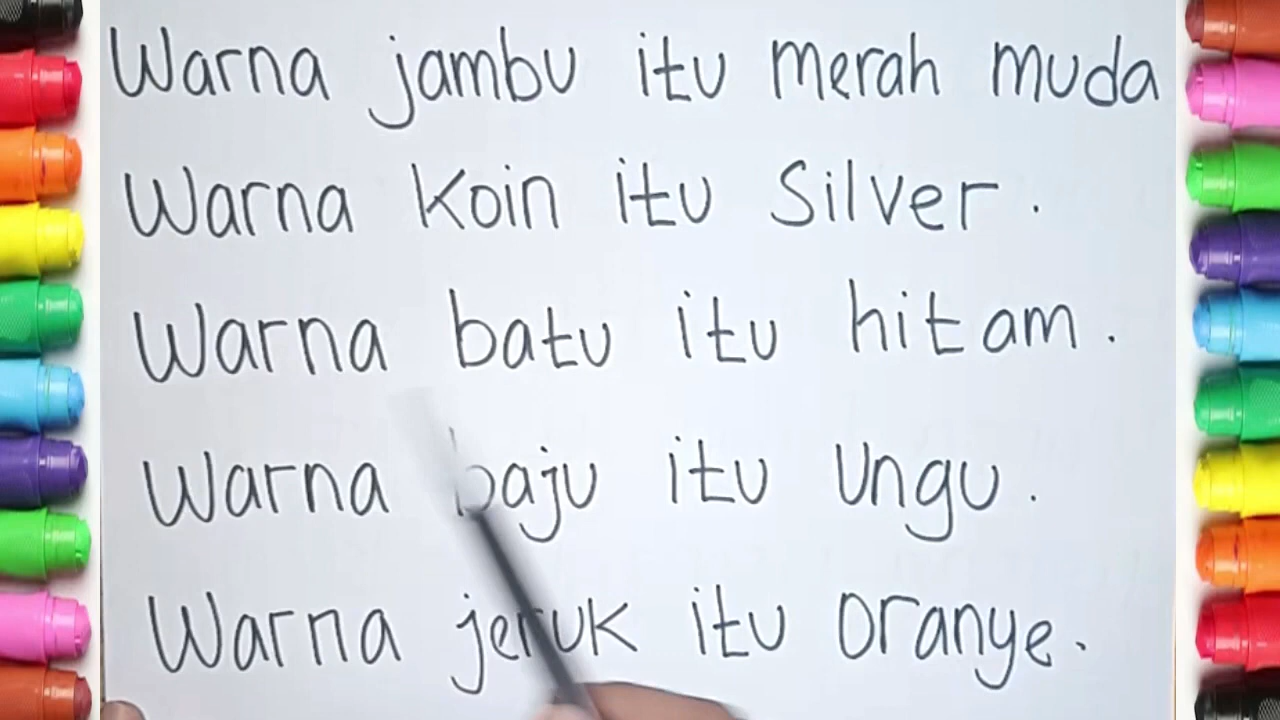 Warna jambu itu merah muda
Warna koin itu Silver.
Warna batu itu hitam.
Warna baju itu Ungu.
Warna jeruk itu oranye.